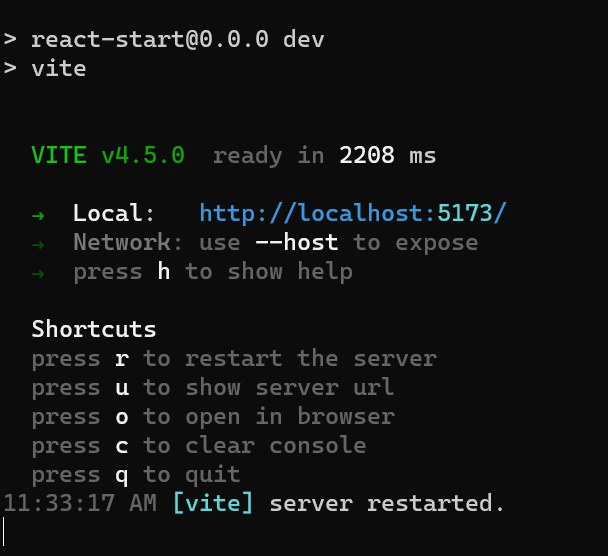 > react-start@0.0.0 dev
> vite
VITE v4.5.0 ready in 2208 ms
→ Local: http://localhost:5173/
→ Network: use --host to expose
→ press h to show help
Shortcuts
press r to restart the server
press u to show server url
press o to open in browser
press c to clear console
press q to quit
11:33:17 AM [vite] server restarted.